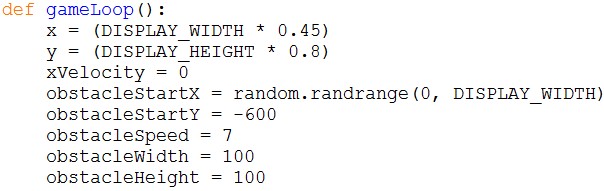 def gameLoop():
    x = (DISPLAY_WIDTH * 0.45)
    y = (DISPLAY_HEIGHT * 0.8)
    xVelocity = 0
    obstacleStartX = random.randrange(0, DISPLAY_WIDTH)
    obstacleStartY = -600
    obstacleSpeed = 7
    obstacleWidth = 100
    obstacleHeight = 100